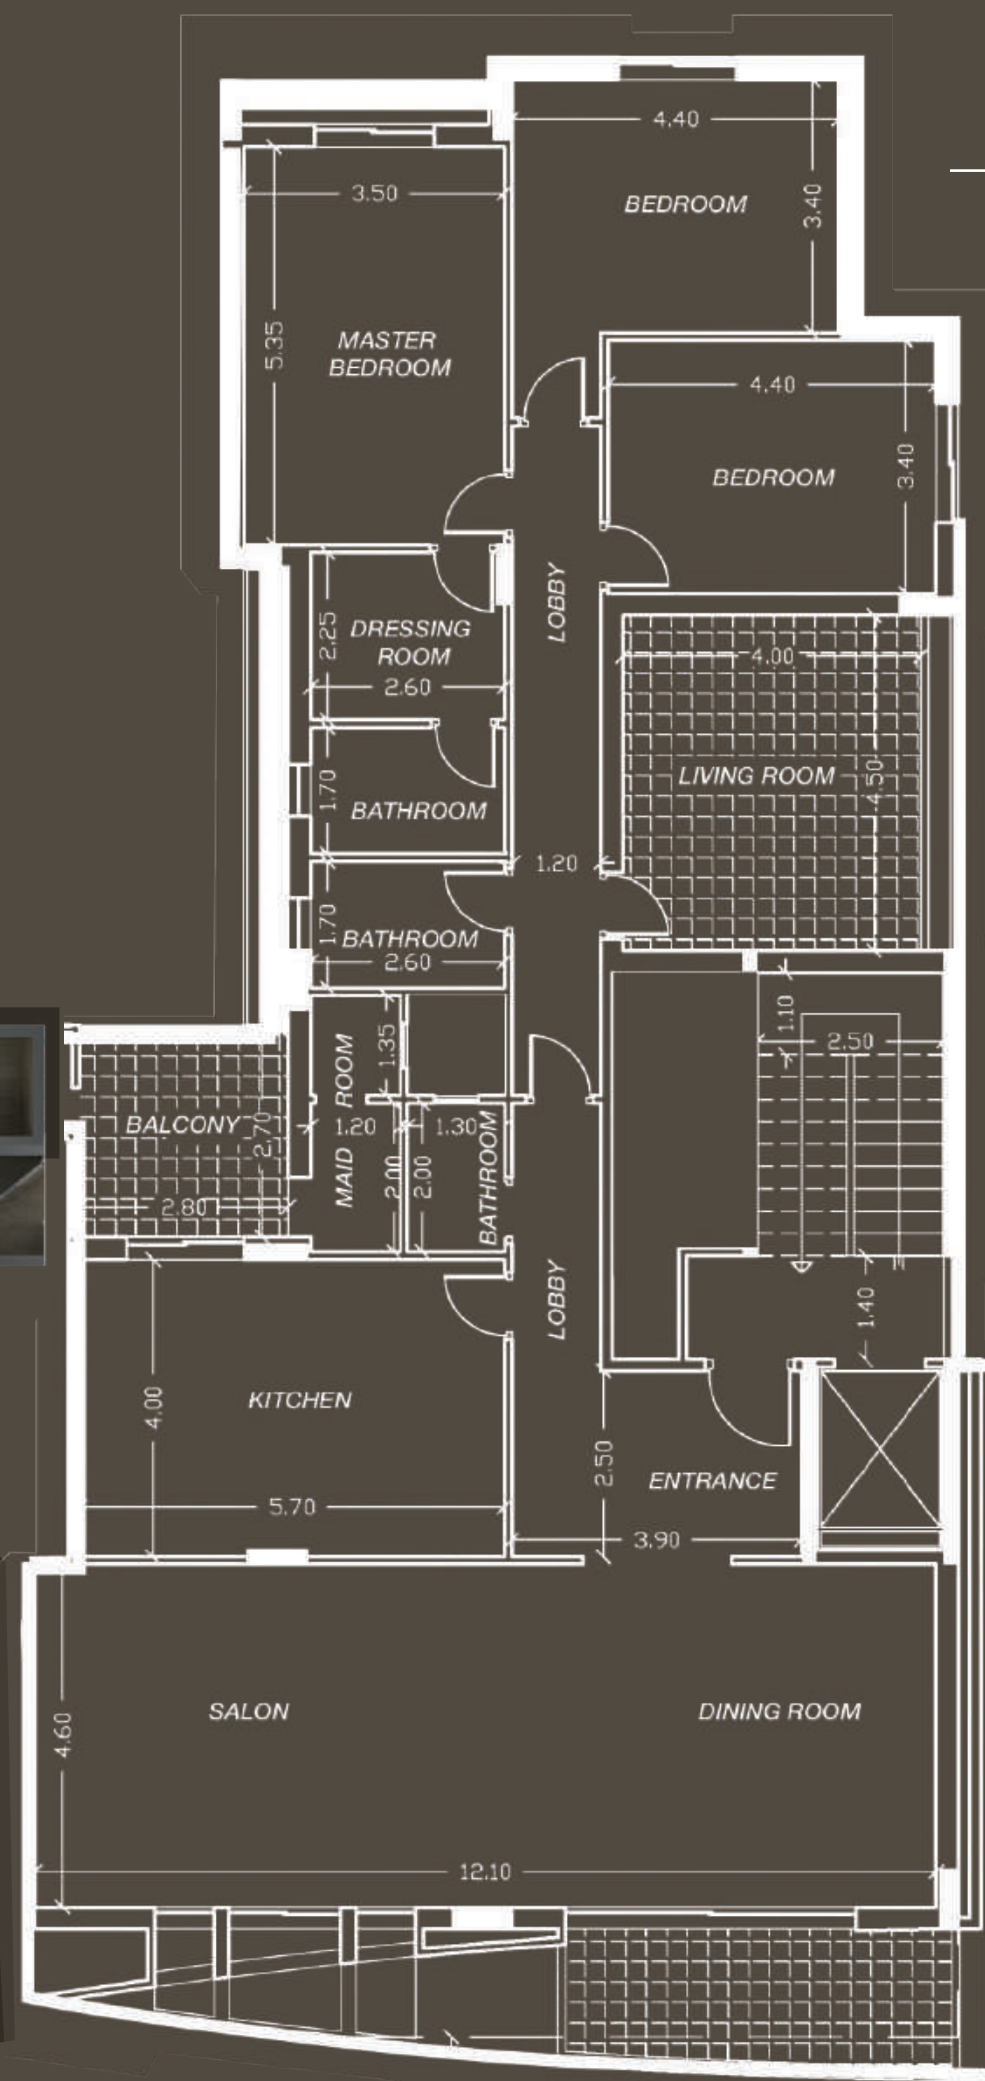 4.40
3.50
BEDROOM
3.40
5.35
MASTER
BEDROOM
4.40
BEDROOM
3.40
LOBBY
2.25
DRESSING
ROOM
2.60
4.00
LIVING ROOM
4.50
1.70
BATHROOM
1.20
1.70
BATHROOM
2.60
1.10
2.50
MAID ROOM
1.35
BALCONY
2.70
1.20
1.30
2.00
2.00
BATHROOM
2.80
LOBBY
1.40
4.00
KITCHEN
5.70
2.50
ENTRANCE
3.90
SALON
DINING ROOM
4.60
12.10